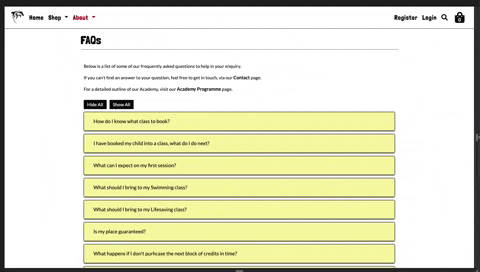 Home Shop About Register Login 0
FAQs
Below is a list of some of our frequently asked questions to help in your enquiry.
If you can't find an answer to your question, feel free to get in touch, via our Contact page.
For a detailed outline of our Academy, visit our Academy Programme page.
Hide All Show All
How do I know what class to book?
I have booked my child into a class, what do I do next?
What can I expect on my first session?
What should I bring to my Swimming class?
What should I bring to my Lifesaving class?
Is my place guaranteed?
What happens if I don't purhcase the next block of credits in time?